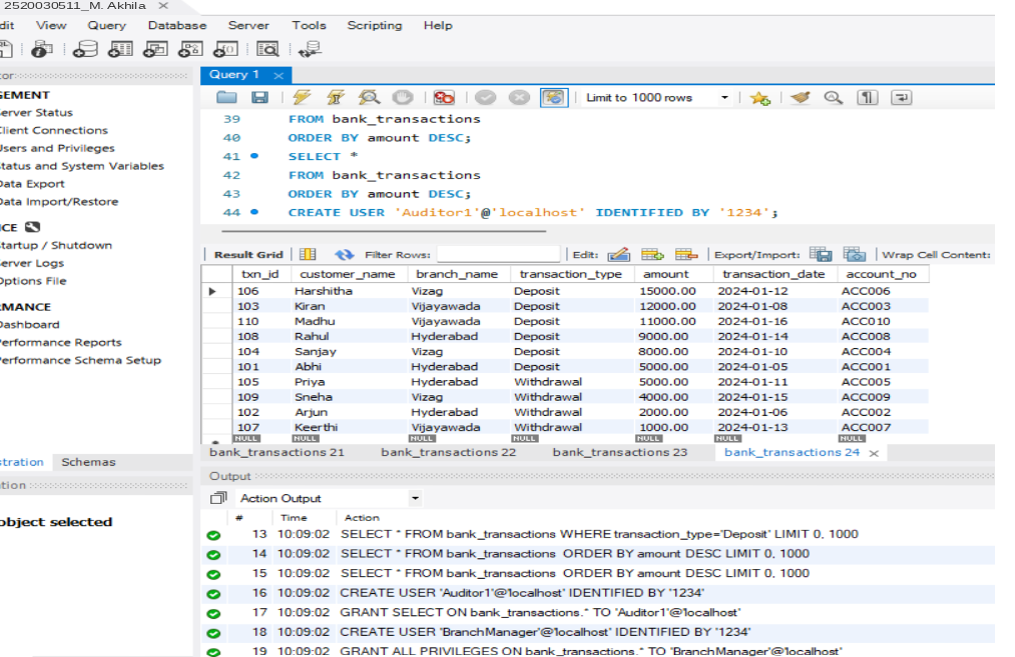 2520030511_M. Akhila ×
dit View Query Database Server Tools Scripting Help
Query 1 ×
Limit to 1000 rows
39 FROM bank_transactions
40 ORDER BY amount DESC;
41 SELECT *
42 FROM bank_transactions
43 ORDER BY amount DESC;
44 CREATE USER 'Auditor1'@'localhost' IDENTIFIED BY '1234';
tor
GEMENT
erver Status
lient Connections
sers and Privileges
tatus and System Variables
ata Export
ata Import/Restore
CE
tartup / Shutdown
erver Logs
ptions File
RMANCE
ashboard
erformance Reports
erformance Schema Setup
stration Schemas
ation
object selected
Result Grid Filter Rows: Edit: Export/Import: Wrap Cell Content:
txn_id customer_name branch_name transaction_type amount transaction_date account_no
106 Harshitha Vizag Deposit 15000.00 2024-01-12 ACC006
103 Kiran Vijayawada Deposit 12000.00 2024-01-08 ACC003
110 Madhu Vijayawada Deposit 11000.00 2024-01-16 ACC010
108 Rahul Hyderabad Deposit 9000.00 2024-01-14 ACC008
104 Sanjay Vizag Deposit 8000.00 2024-01-10 ACC004
101 Abhi Hyderabad Deposit 5000.00 2024-01-05 ACC001
105 Priya Hyderabad Withdrawal 5000.00 2024-01-11 ACC005
109 Sneha Vizag Withdrawal 4000.00 2024-01-15 ACC009
102 Arjun Hyderabad Withdrawal 2000.00 2024-01-06 ACC002
107 Keerthi Vijayawada Withdrawal 1000.00 2024-01-13 ACC007
NULL NULL NULL NULL NULL NULL NULL
bank_transactions 21 bank_transactions 22 bank_transactions 23 bank_transactions 24 ×
Output
Action Output
# Time Action
13 10:09:02 SELECT * FROM bank_transactions WHERE transaction_type='Deposit' LIMIT 0, 1000
14 10:09:02 SELECT * FROM bank_transactions ORDER BY amount DESC LIMIT 0, 1000
15 10:09:02 SELECT * FROM bank_transactions ORDER BY amount DESC LIMIT 0, 1000
16 10:09:02 CREATE USER 'Auditor1'@'localhost' IDENTIFIED BY '1234'
17 10:09:02 GRANT SELECT ON bank_transactions.* TO 'Auditor1'@'localhost'
18 10:09:02 CREATE USER 'BranchManager'@'localhost' IDENTIFIED BY '1234'
19 10:09:02 GRANT ALL PRIVILEGES ON bank_transactions.* TO 'BranchManager'@'localhost'